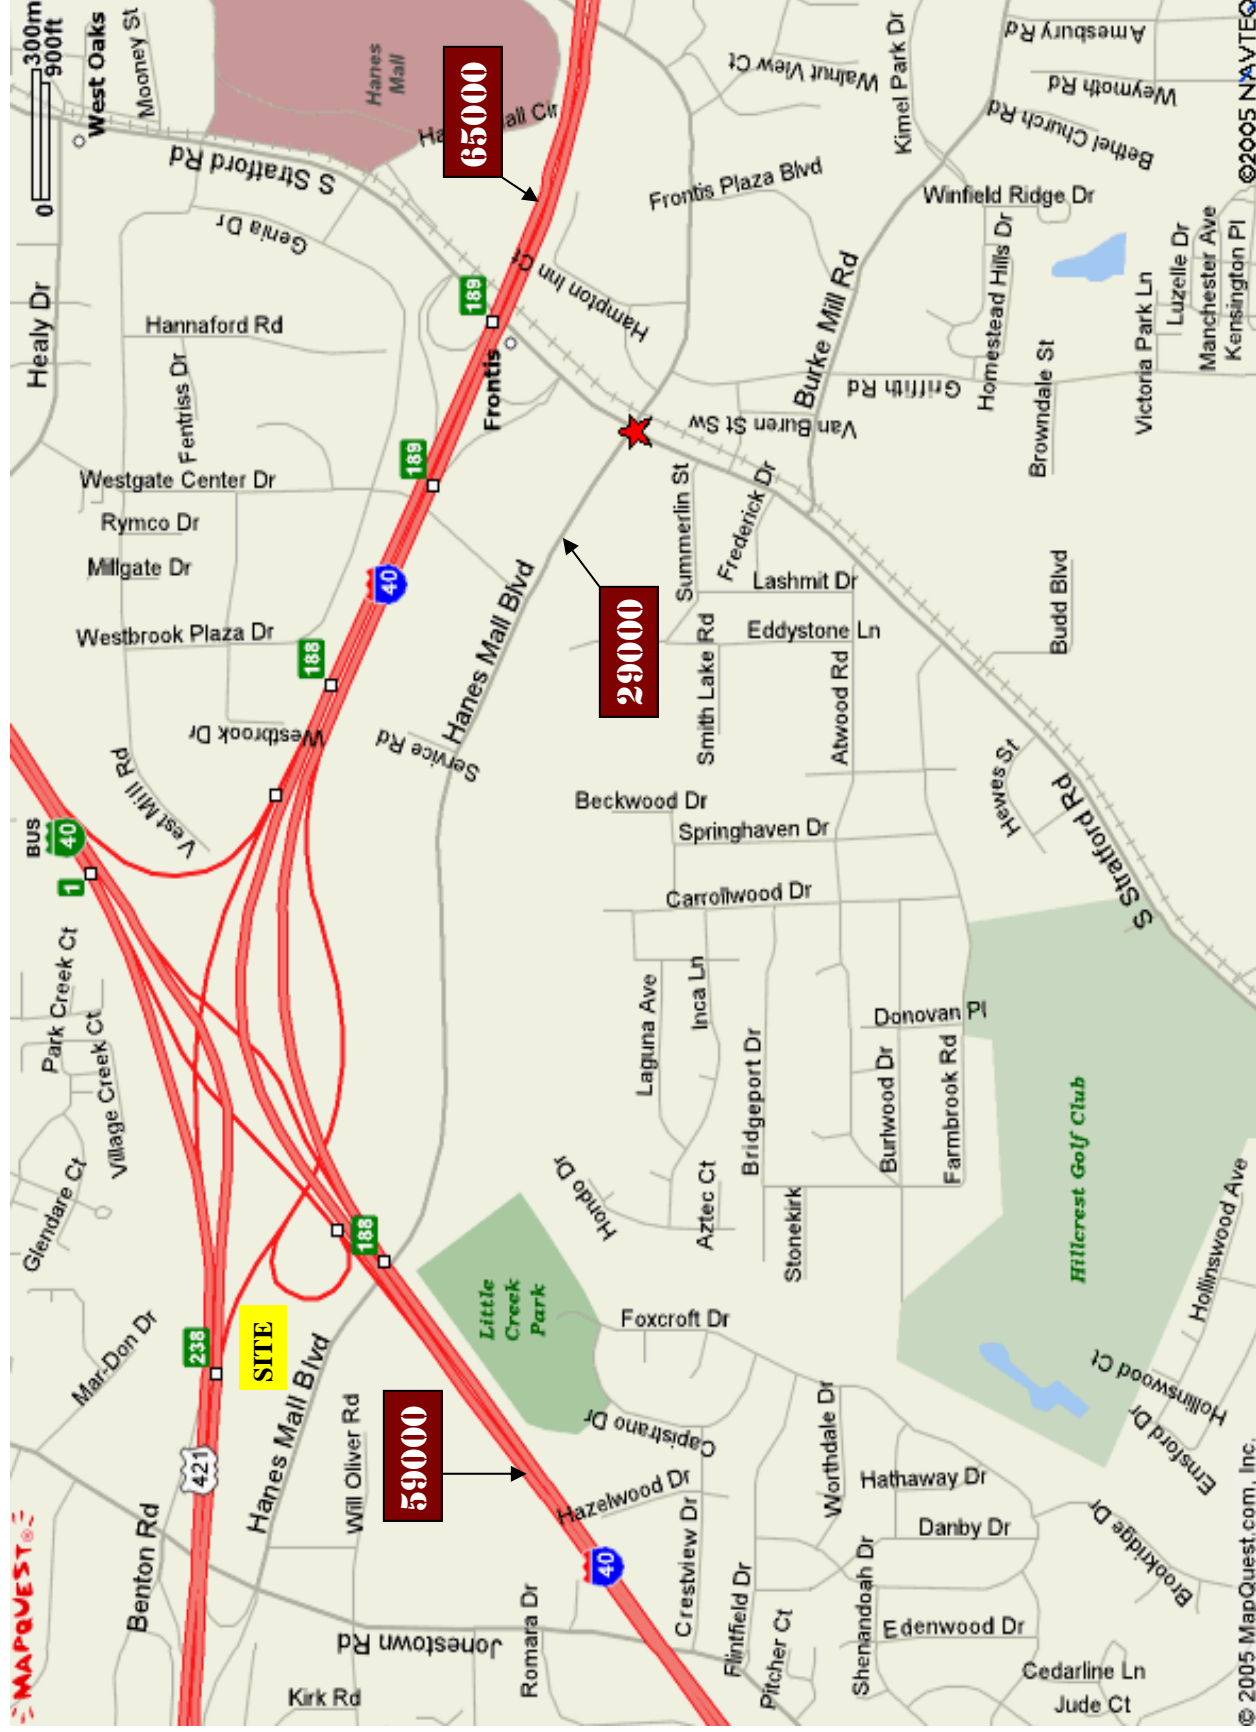 MAPQUEST®
0
300m
900ft
West Oaks
Mooney St
Healy Dr
S Stratford Rd
Genia Dr
Hanes
Mall
65000
Hannaford Rd
Fentriss Dr
Westgate Center Dr
Rymco Dr
Millgate Dr
Westbrook Plaza Dr
Westbrook Dr
Vest Mill Rd
BUS
40
1
Park Creek Ct
Village Creek Ct
Glendare Ct
Mar-Don Dr
238
SITE
421
Benton Rd
Hanes Mall Blvd
Will Oliver Rd
Jonestown Rd
Kirk Rd
189
Frontis
189
40
188
Service Rd
Hanes Mall Blvd
188
59000
40
Hampton Inn Ct
Frontis Plaza Blvd
Walnut View Ct
Kimel Park Dr
Amesbury Rd
Weymoth Rd
Bethel Church Rd
Winfield Ridge Dr
Homestead Hills Dr
Burke Mill Rd
Griffith Rd
Van Buren St Sw
Browndale St
Victoria Park Ln
Luzelle Dr
Manchester Ave
Kensington Pl
29000
Summerlin St
Frederick Dr
Lashmit Dr
Eddystone Ln
Smith Lake Rd
Atwood Rd
Budd Blvd
Beckwood Dr
Springhaven Dr
Hewes St
S Stratford Rd
Carrollwood Dr
Laguna Ave
Inca Ln
Bridgeport Dr
Donovan Pl
Burlwood Dr
Farmbrook Rd
Hondo Dr
Aztec Ct
Stonekirk
Hillcrest Golf Club
Little
Creek
Park
Foxcroft Dr
Capistrano Dr
Hazelwood Dr
Crestview Dr
Worthdale Dr
Hathaway Dr
Danby Dr
Hollinswood Ave
Hollinswood Ct
Ernsford Dr
Brookridge Dr
Romara Dr
Flintfield Dr
Pitcher Ct
Shenandoah Dr
Edenwood Dr
Cedarline Ln
Jude Ct
© 2005 MapQuest.com, Inc.
©2005 NAVTEQ